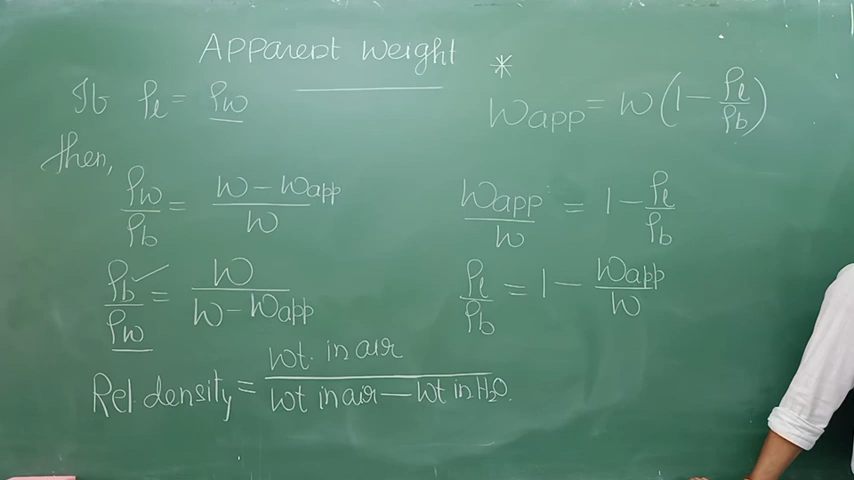 Apparent Weight
If ρl = ρw
then,
ρw/ρb = (W - Wapp)/W
ρb/ρw = W/(W - Wapp) ✓
Rel. density = wt. in air/(wt in air - wt in H₂O).
* Wapp = W(1 - ρl/ρb)
Wapp/W = 1 - ρl/ρb
ρl/ρb = 1 - Wapp/W